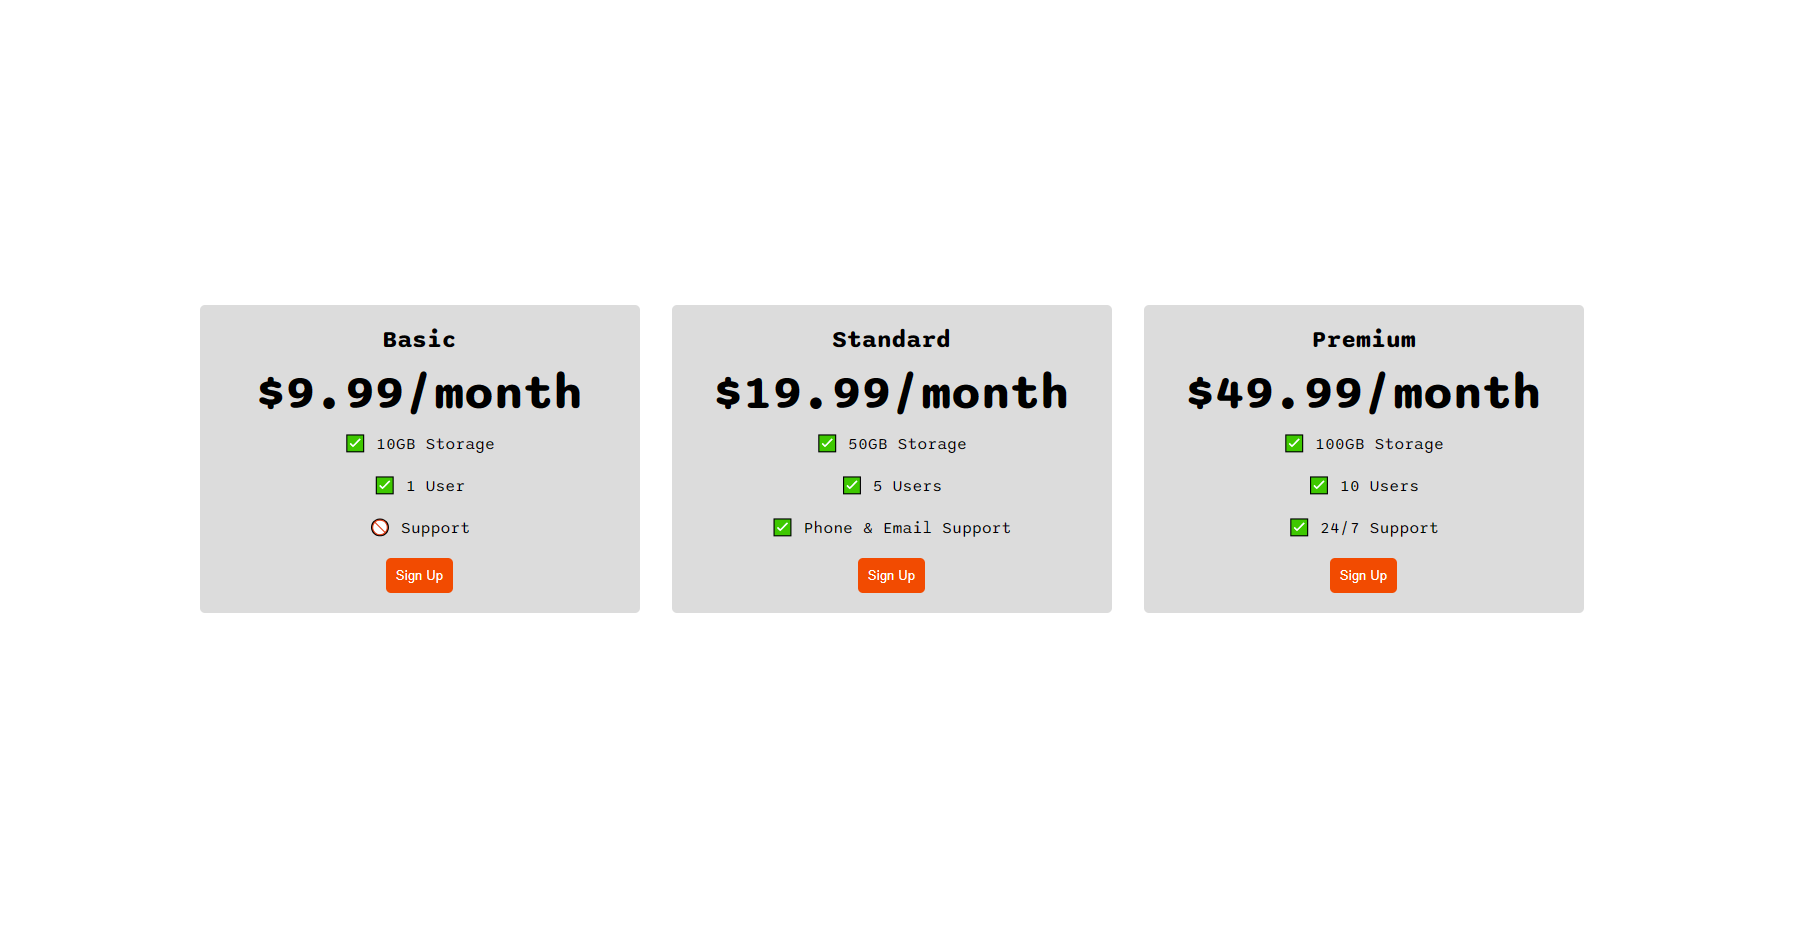 Basic
$9.99/month
✅ 10GB Storage
✅ 1 User
🚫 Support
Sign Up
Standard
$19.99/month
✅ 50GB Storage
✅ 5 Users
✅ Phone & Email Support
Sign Up
Premium
$49.99/month
✅ 100GB Storage
✅ 10 Users
✅ 24/7 Support
Sign Up